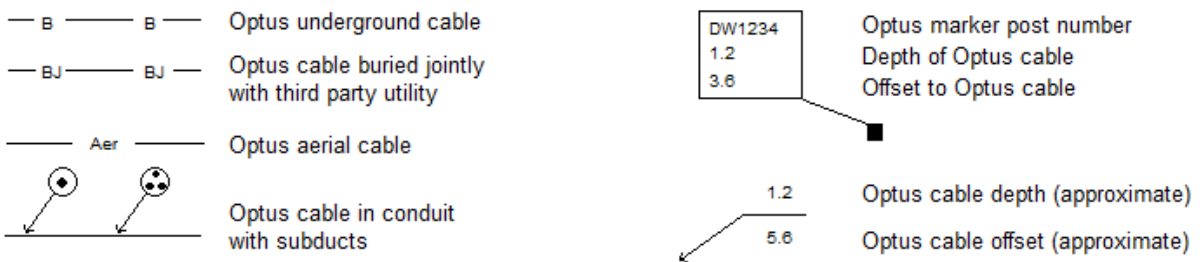 B B Optus underground cable
BJ BJ Optus cable buried jointly
with third party utility
Aer Optus aerial cable
Optus cable in conduit
with subducts
DW1234 Optus marker post number
1.2 Depth of Optus cable
3.6 Offset to Optus cable
1.2 Optus cable depth (approximate)
5.6 Optus cable offset (approximate)